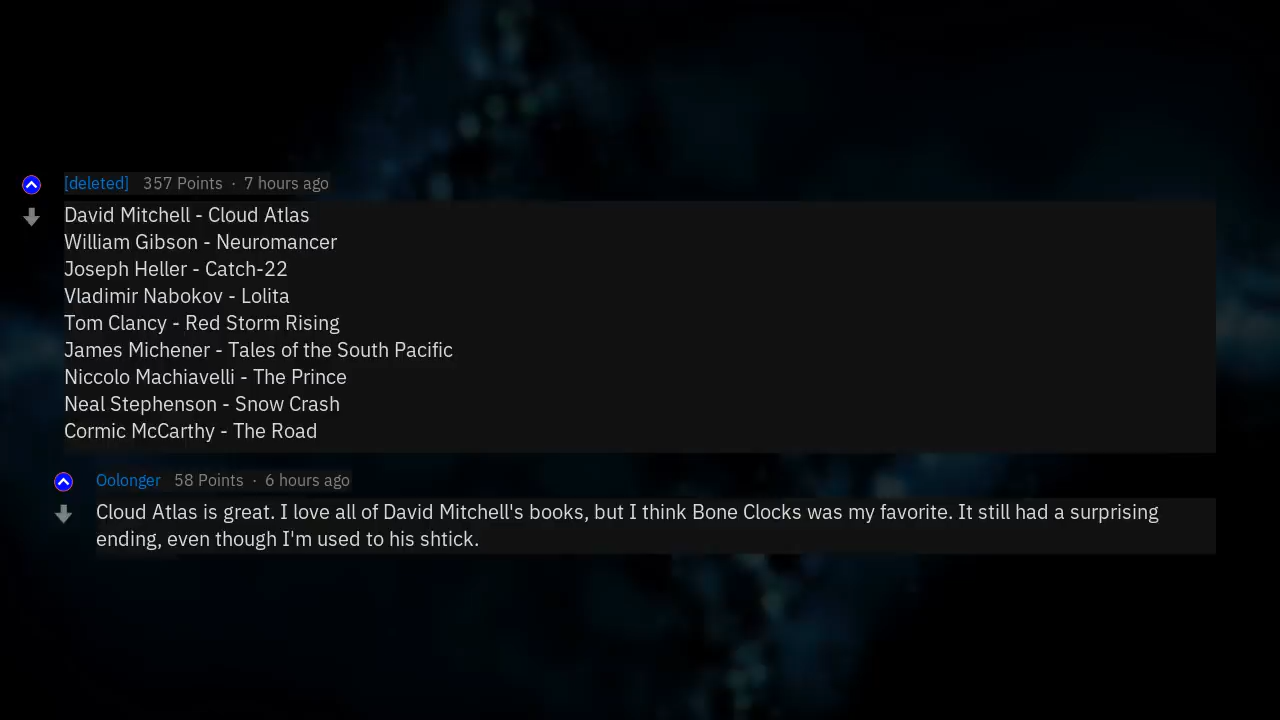 [deleted] 357 Points · 7 hours ago
David Mitchell - Cloud Atlas
William Gibson - Neuromancer
Joseph Heller - Catch-22
Vladimir Nabokov - Lolita
Tom Clancy - Red Storm Rising
James Michener - Tales of the South Pacific
Niccolo Machiavelli - The Prince
Neal Stephenson - Snow Crash
Cormic McCarthy - The Road
Oolonger 58 Points · 6 hours ago
Cloud Atlas is great. I love all of David Mitchell's books, but I think Bone Clocks was my favorite. It still had a surprising
ending, even though I'm used to his shtick.